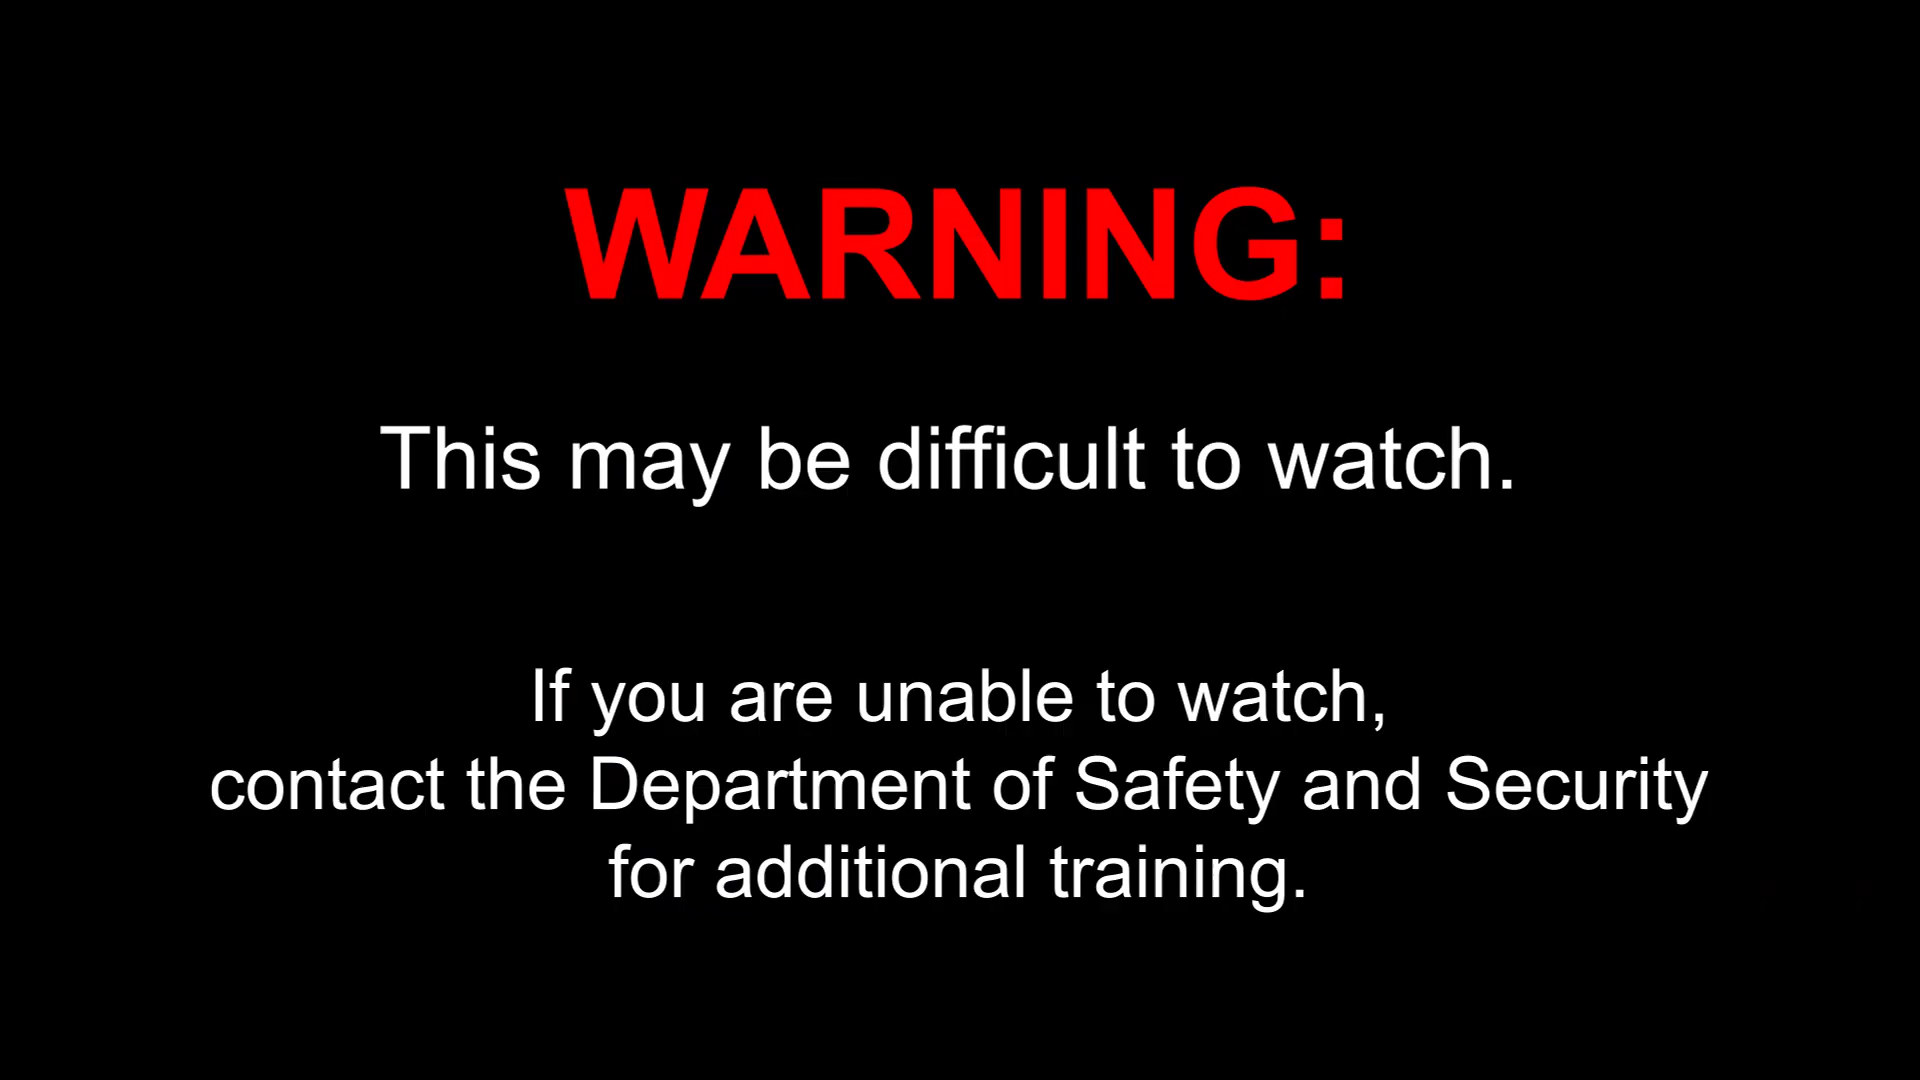 WARNING:
This may be difficult to watch.
If you are unable to watch,
contact the Department of Safety and Security
for additional training.